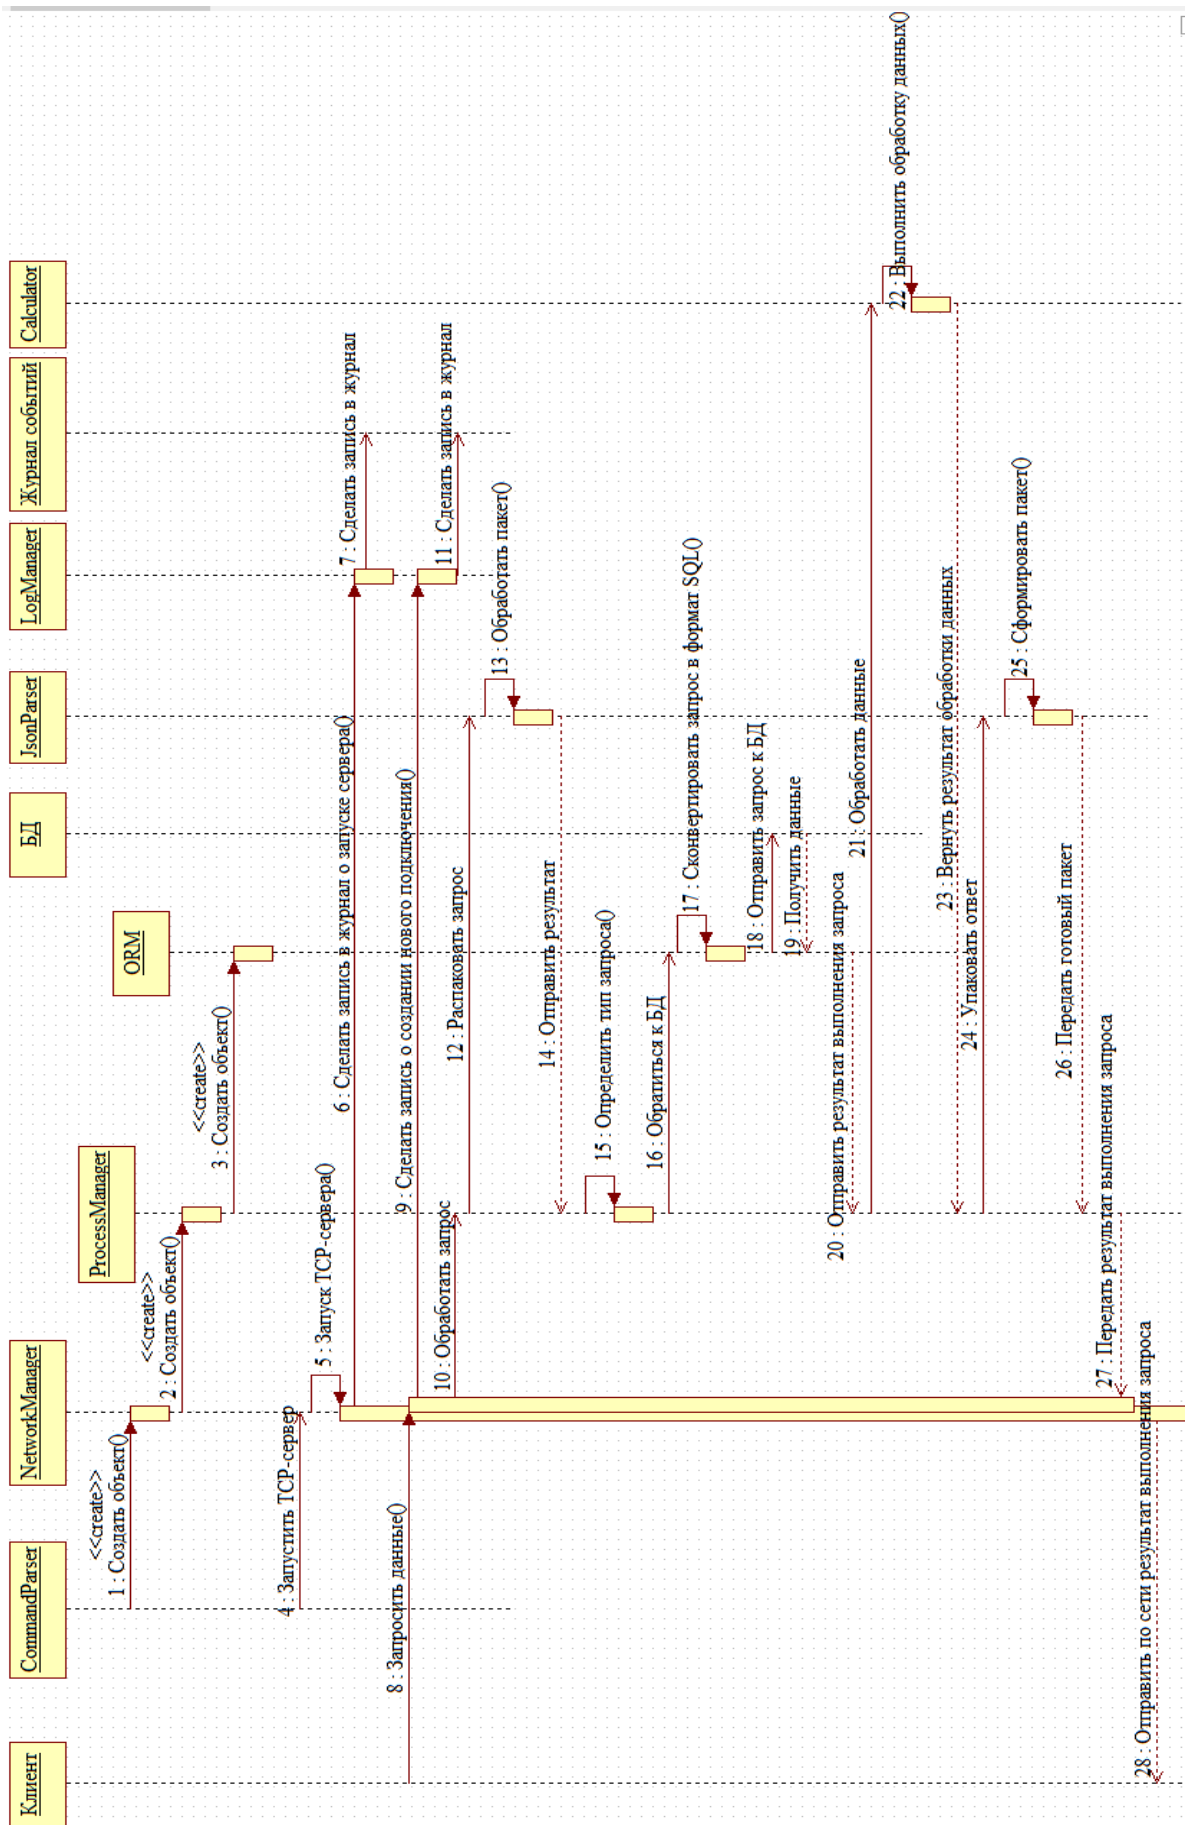 Клиент
CommandParser
NetworkManager
ProcessManager
ORM
БД
JsonParser
LogManager
Журнал событий
Calculator
<<create>>
1 : Создать объект()
<<create>>
2 : Создать объект()
<<create>>
3 : Создать объект()
4 : Запустить TCP-сервер
5 : Запуск TCP-сервера()
6 : Сделать запись в журнал о запуске сервера()
7 : Сделать запись в журнал
8 : Запросить данные()
9 : Сделать запись о создании нового подключения()
10 : Обработать запрос
11 : Сделать запись в журнал
12 : Распаковать запрос
13 : Обработать пакет()
14 : Отправить результат
15 : Определить тип запроса()
16 : Обратиться к БД
17 : Сконвертировать запрос в формат SQL()
18 : Отправить запрос к БД
19 : Получить данные
20 : Отправить результат выполнения запроса
21 : Обработать данные
22 : Выполнить обработку данных()
23 : Вернуть результат обработки данных
24 : Упаковать ответ
25 : Сформировать пакет()
26 : Передать готовый пакет
27 : Передать результат выполнения запроса
28 : Отправить по сети результат выполнения запроса